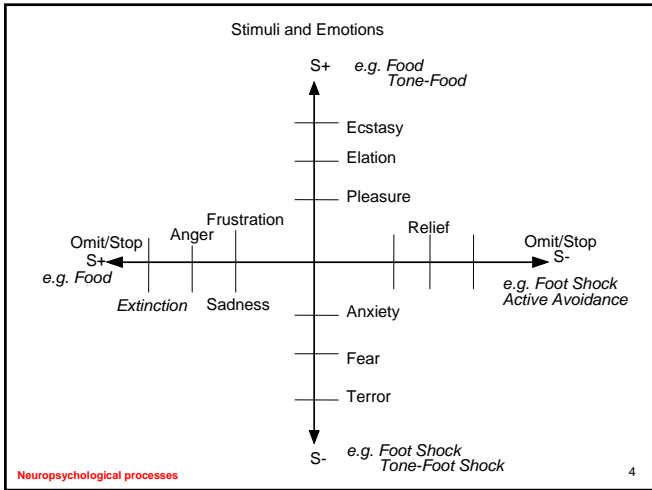 Stimuli and Emotions
S+ e.g. Food
Tone-Food
Ecstasy
Elation
Pleasure
Frustration
Anger
Relief
Omit/Stop
S+
e.g. Food
Omit/Stop
S-
e.g. Foot Shock
Active Avoidance
Extinction
Sadness
Anxiety
Fear
Terror
S- e.g. Foot Shock
Tone-Foot Shock
Neuropsychological processes
4